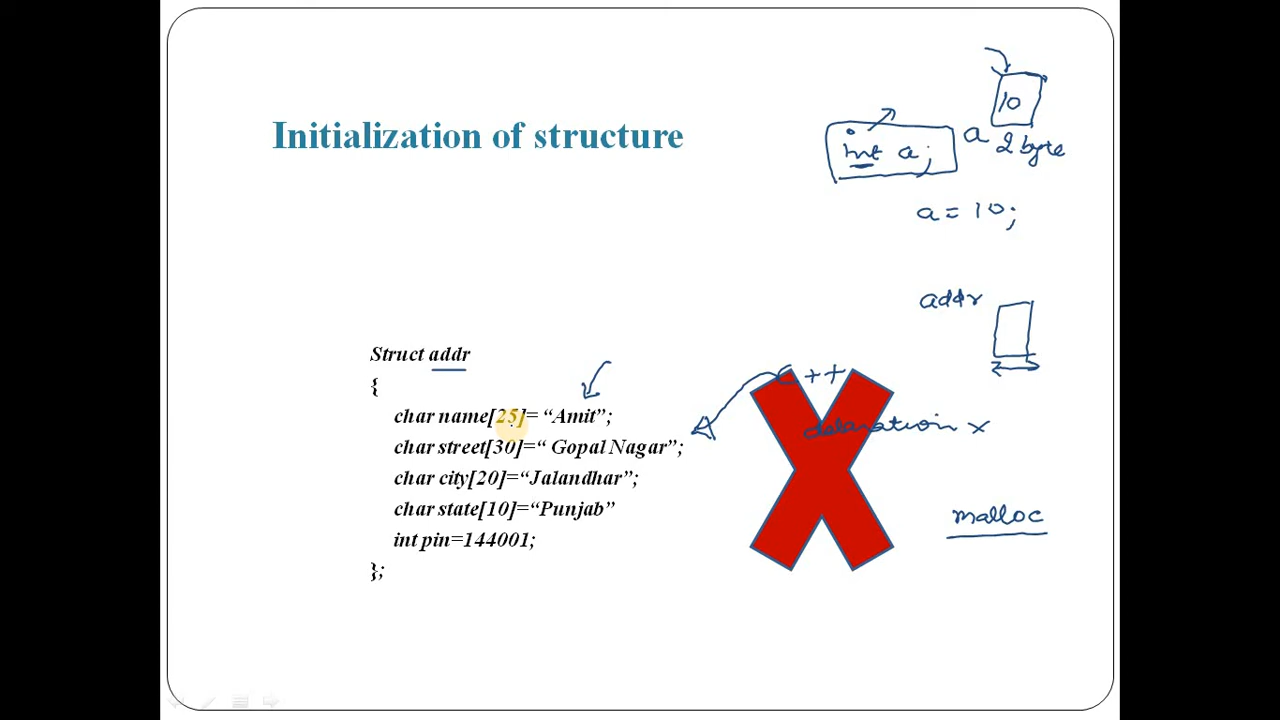 Initialization of structure
10
int a;
a 2 byte
a = 10;
addr
Struct addr
{
char name[25]= “Amit”;
char street[30]=“ Gopal Nagar”;
char city[20]=“Jalandhar”;
char state[10]=“Punjab”
int pin=144001;
};
C++
declaration x
malloc